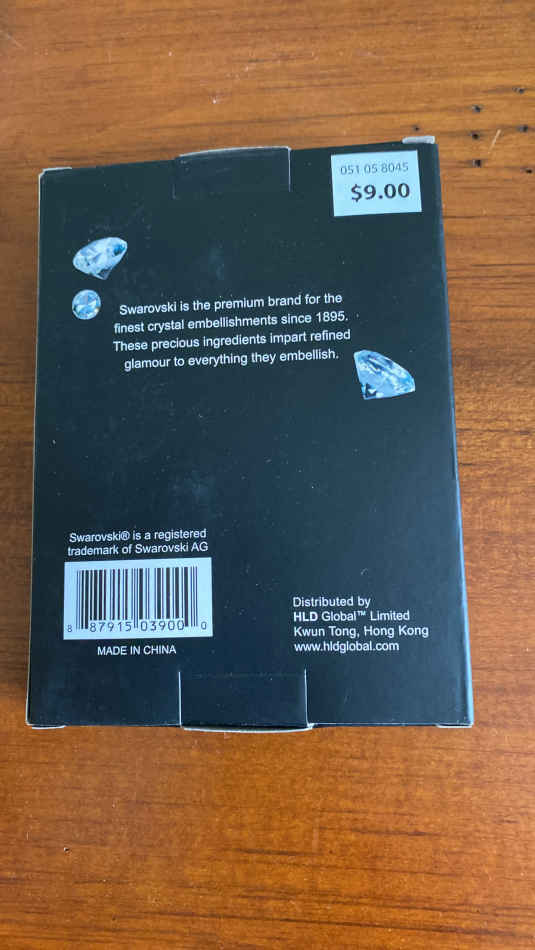 051 05 8045
$9.00
Swarovski is the premium brand for the
finest crystal embellishments since 1895.
These precious ingredients impart refined
glamour to everything they embellish.
Swarovski® is a registered
trademark of Swarovski AG
8 87915 03900 0
MADE IN CHINA
Distributed by
HLD Global™ Limited
Kwun Tong, Hong Kong
www.hldglobal.com